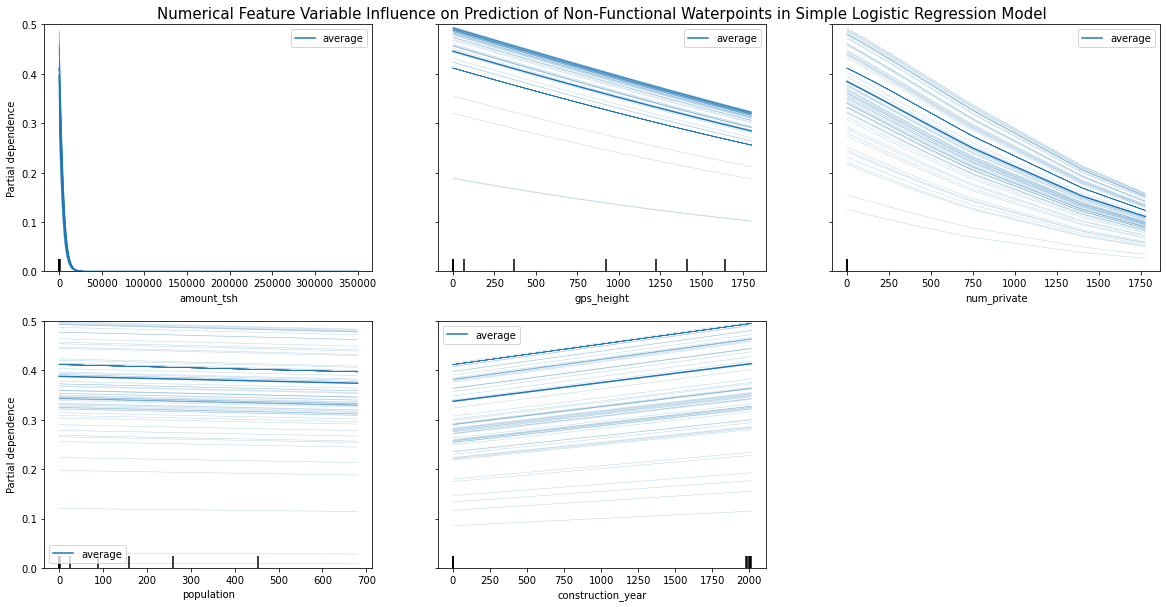 Numerical Feature Variable Influence on Prediction of Non-Functional Waterpoints in Simple Logistic Regression Model
0.5
0.4
0.3
0.2
0.1
0.0
Partial dependence
average
0 50000 100000 150000 200000 250000 300000 350000
amount_tsh
average
0 250 500 750 1000 1250 1500 1750
gps_height
average
0 250 500 750 1000 1250 1500 1750
num_private
0.5
0.4
0.3
0.2
0.1
0.0
Partial dependence
average
0 100 200 300 400 500 600 700
population
average
0 250 500 750 1000 1250 1500 1750 2000
construction_year